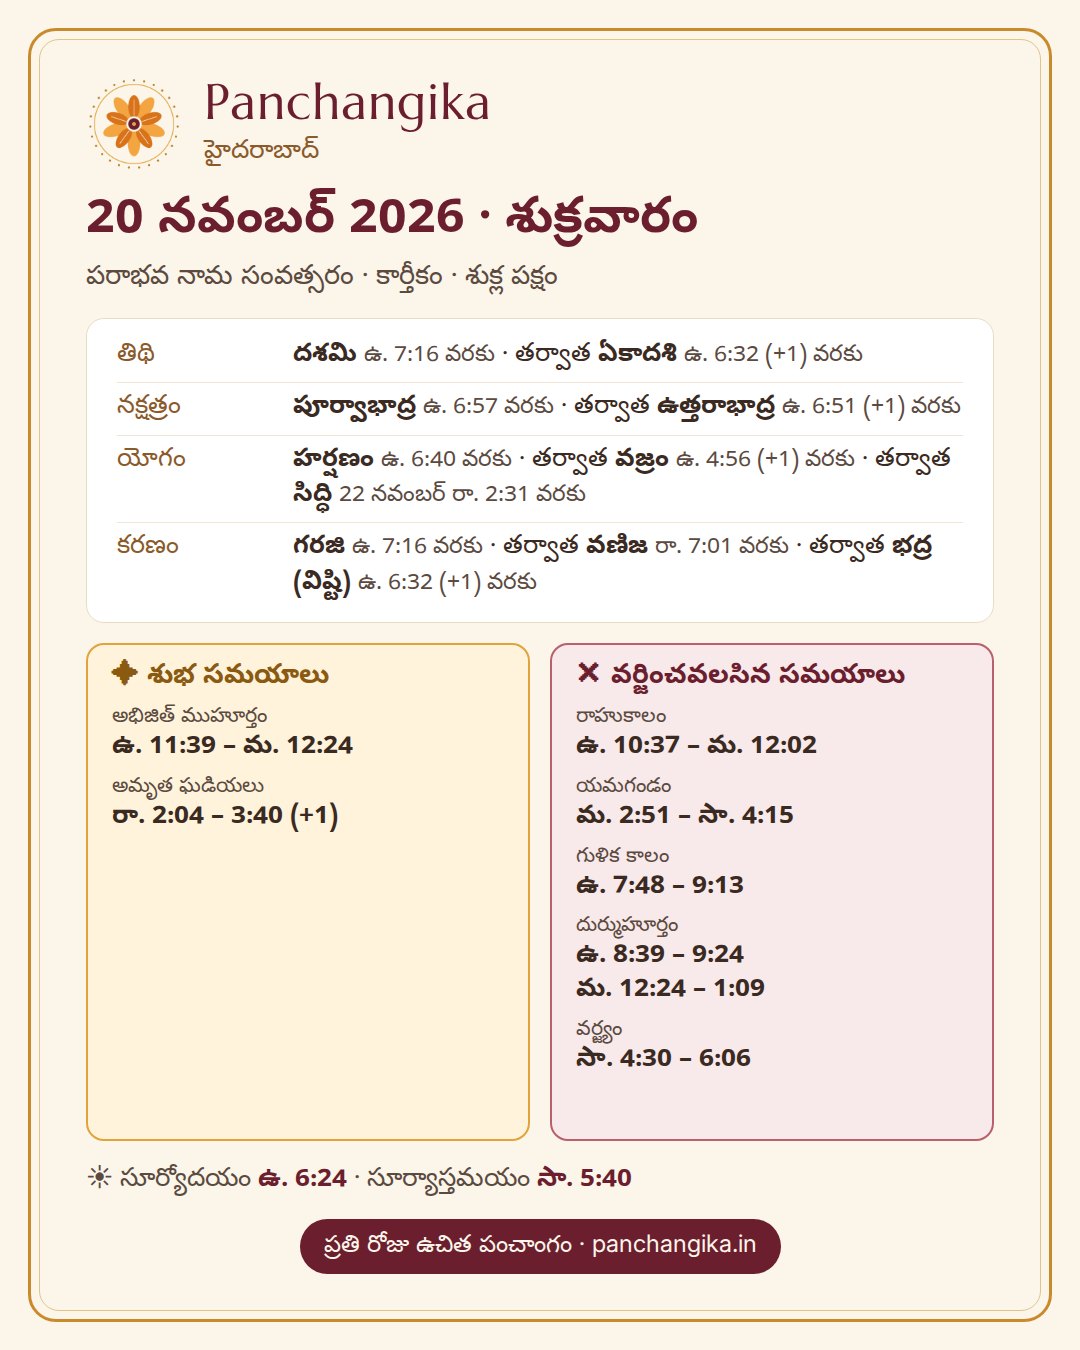 Panchangika
హైదరాబాద్
20 నవంబర్ 2026 · శుక్రవారం
పరాభవ నామ సంవత్సరం · కార్తీకం · శుక్ల పక్షం
తిథి
దశమి ఉ. 7:16 వరకు · తర్వాత ఏకాదశి ఉ. 6:32 (+1) వరకు
నక్షత్రం
పూర్వాభాద్ర ఉ. 6:57 వరకు · తర్వాత ఉత్తరాభాద్ర ఉ. 6:51 (+1) వరకు
యోగం
హర్షణం ఉ. 6:40 వరకు · తర్వాత వజ్రం ఉ. 4:56 (+1) వరకు · తర్వాత
సిద్ధి 22 నవంబర్ రా. 2:31 వరకు
కరణం
గరజి ఉ. 7:16 వరకు · తర్వాత వణిజ రా. 7:01 వరకు · తర్వాత భద్ర
(విష్టి) ఉ. 6:32 (+1) వరకు
శుభ సమయాలు
అభిజిత్ ముహూర్తం
ఉ. 11:39 – మ. 12:24
అమృత ఘడియలు
రా. 2:04 – 3:40 (+1)
వర్జించవలసిన సమయాలు
రాహుకాలం
ఉ. 10:37 – మ. 12:02
యమగండం
మ. 2:51 – సా. 4:15
గుళిక కాలం
ఉ. 7:48 – 9:13
దుర్ముహూర్తం
ఉ. 8:39 – 9:24
మ. 12:24 – 1:09
వర్జ్యం
సా. 4:30 – 6:06
సూర్యోదయం ఉ. 6:24 · సూర్యాస్తమయం సా. 5:40
ప్రతి రోజు ఉచిత పంచాంగం · panchangika.in